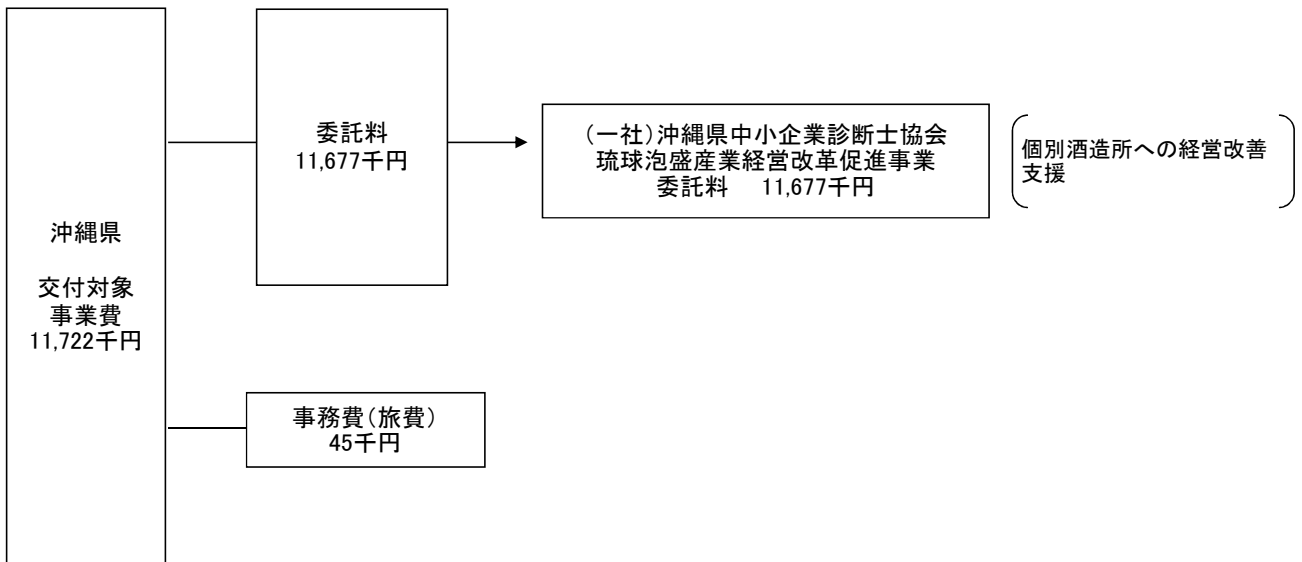 沖縄県
交付対象
事業費
11,722千円
委託料
11,677千円
（一社）沖縄県中小企業診断士協会
琉球泡盛産業経営改革促進事業
委託料　11,677千円
個別酒造所への経営改善
支援
事務費（旅費）
45千円